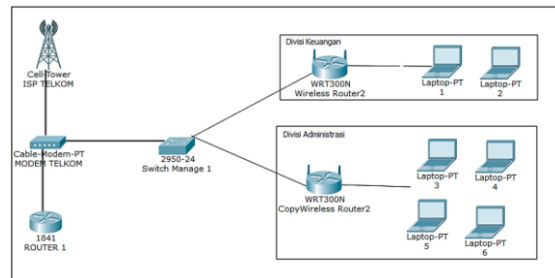 Cell-Tower
ISP TELKOM
Cable-Modem-PT
MODEM TELKOM
1841
ROUTER 1
2950-24
Switch Manage 1
Divisi Keuangan
WRT300N
Wireless Router2
Laptop-PT
1
Laptop-PT
2
Divisi Administrasi
WRT300N
CopyWireless Router2
Laptop-PT
3
Laptop-PT
4
Laptop-PT
5
Laptop-PT
6